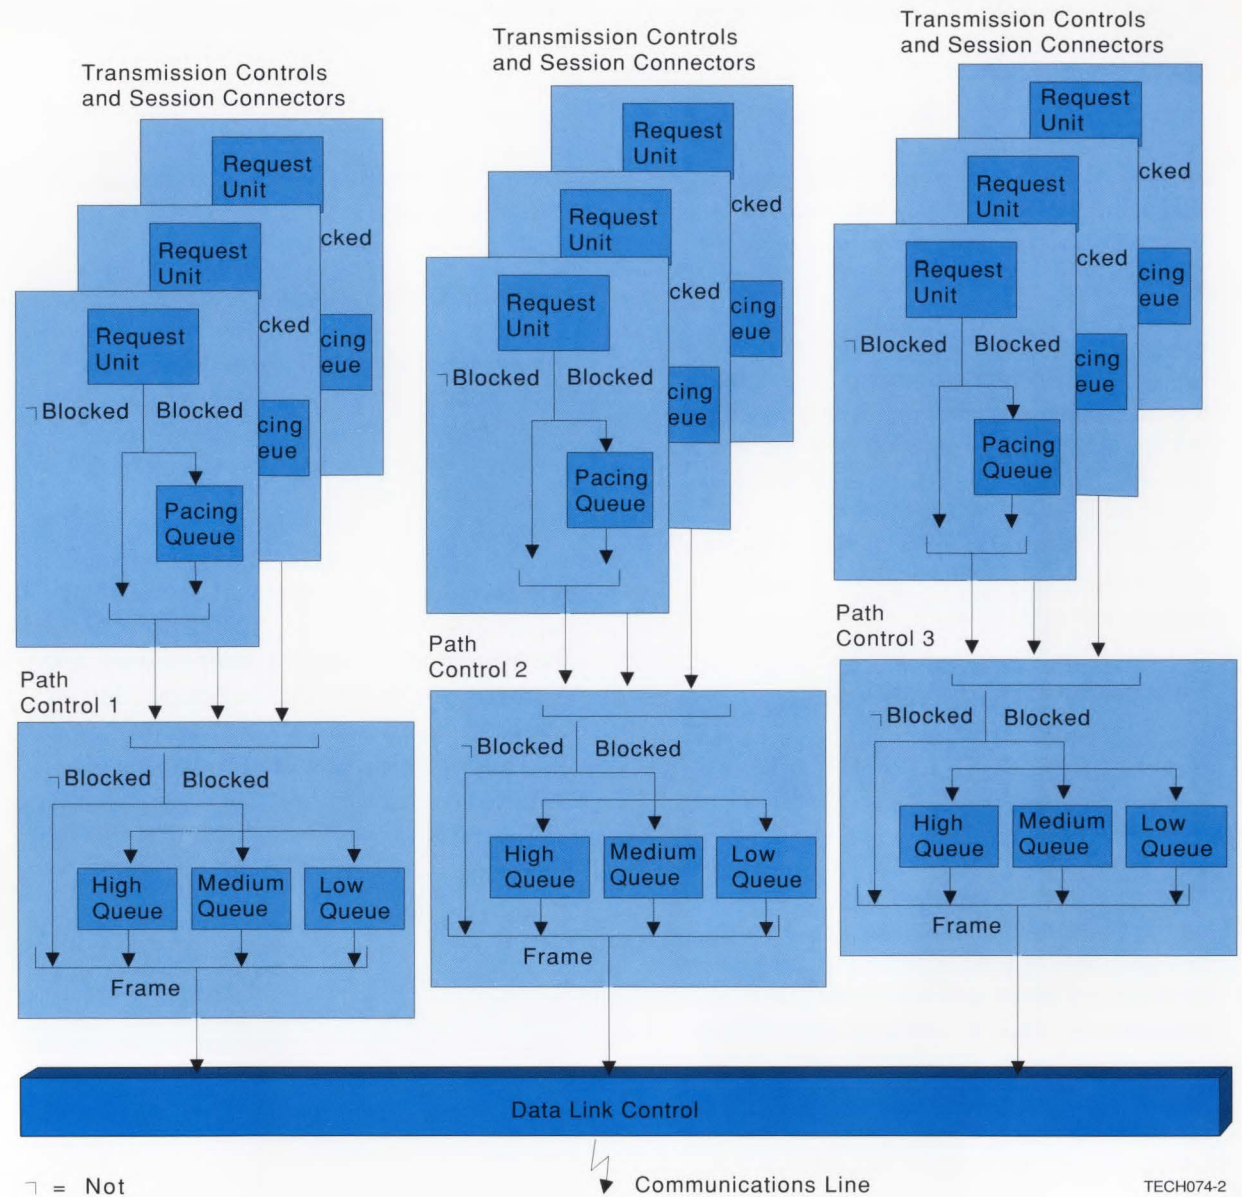 Transmission Controls
and Session Connectors
Request
Unit
cked
cing
eue
Request
Unit
cked
cing
eue
Request
Unit
¬Blocked Blocked
Pacing
Queue
Path
Control 1
¬Blocked Blocked
High
Queue
Medium
Queue
Low
Queue
Frame
Transmission Controls
and Session Connectors
Request
Unit
cked
cing
eue
Request
Unit
cked
cing
eue
Request
Unit
¬Blocked Blocked
Pacing
Queue
Path
Control 2
¬Blocked Blocked
High
Queue
Medium
Queue
Low
Queue
Frame
Transmission Controls
and Session Connectors
Request
Unit
cked
cing
eue
Request
Unit
cked
cing
eue
Request
Unit
¬Blocked Blocked
Pacing
Queue
Path
Control 3
¬Blocked Blocked
High
Queue
Medium
Queue
Low
Queue
Frame
Data Link Control
¬ = Not
Communications Line
TECH074-2